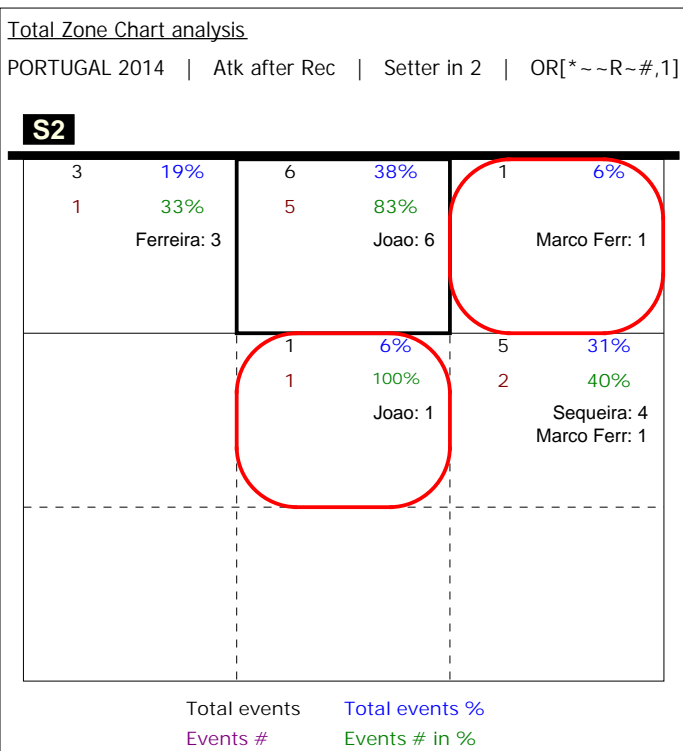 Total Zone Chart analysis
PORTUGAL 2014 | Atk after Rec | Setter in 2 | OR[*~~R~#,1]
S2
3 19% 6 38% 1 6%
1 33% 5 83%
Ferreira: 3 Joao: 6 Marco Ferr: 1
1 6% 5 31%
1 100% 2 40%
Joao: 1 Sequeira: 4
Marco Ferr: 1
Total events Total events %
Events # Events # in %